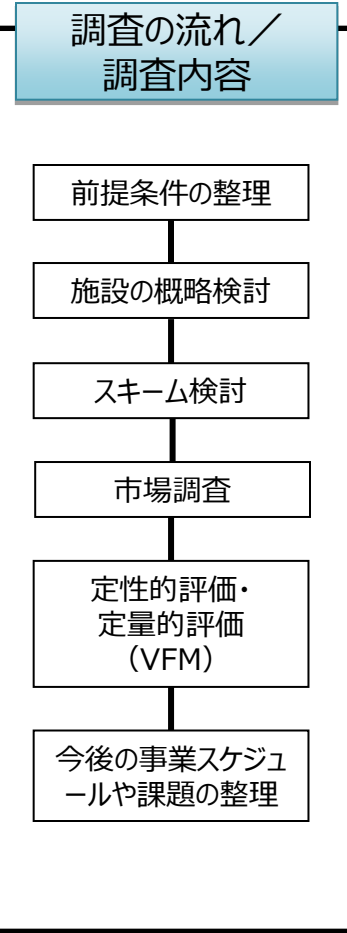 調査の流れ／
調査内容
前提条件の整理
施設の概略検討
スキーム検討
市場調査
定性的評価・
定量的評価
（VFM）
今後の事業スケジュ
ールや課題の整理